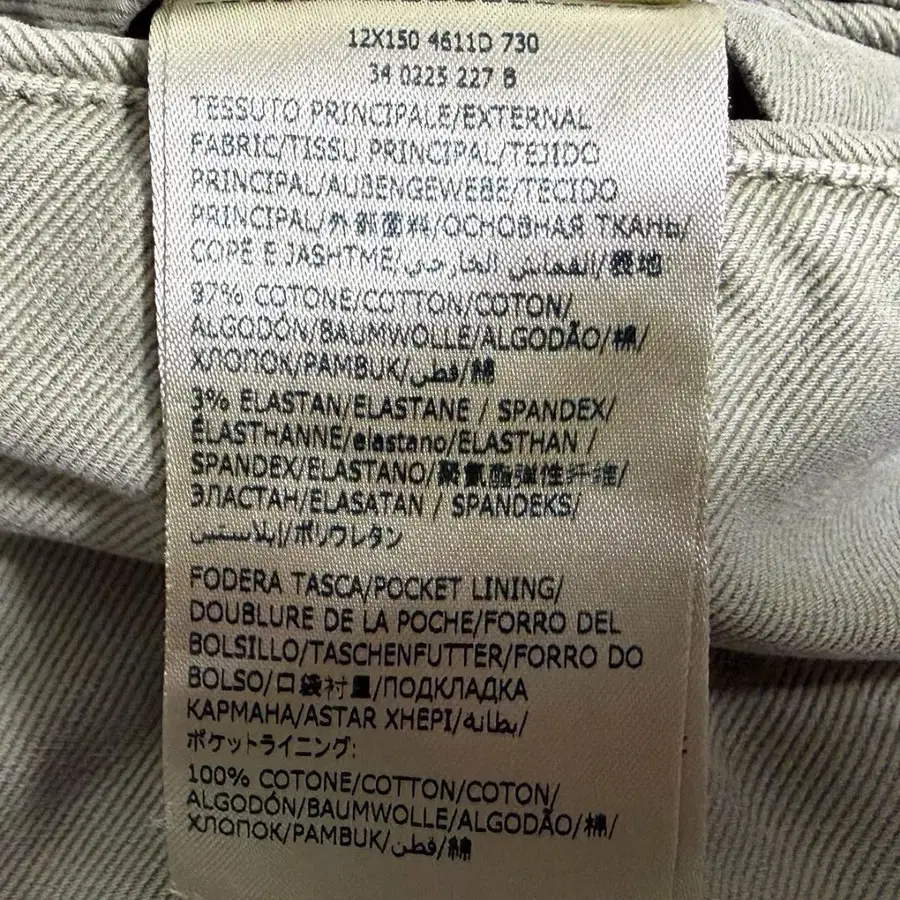 12X150 4611D 730
34 0225 227 B
TESSUTO PRINCIPALE/EXTERNAL
FABRIC/TISSU PRINCIPAL/TEJIDO
PRINCIPAL/AUBENGEWEBE/TECIDO
PRINCIPAL/外部面料/ОСНОВНАЯ ТКАНЬ/
COPË E JASHTME/القماش الخارجي/表地
97% COTONE/COTTON/COTON/
ALGODÓN/BAUMWOLLE/ALGODÃO/棉/
ХЛОПОК/PAMBUK/قطن/綿
3% ELASTAN/ELASTANE / SPANDEX/
ÉLASTHANNE/elastano/ELASTHAN /
SPANDEX/ELASTANO/聚氨酯弹性纤维/
ЭЛАСТАН/ELASATAN / SPANDEKS/
إيلاستين/ポリウレタン
FODERA TASCA/POCKET LINING/
DOUBLURE DE LA POCHE/FORRO DEL
BOLSILLO/TASCHENFUTTER/FORRO DO
BOLSO/口袋衬里/ПОДКЛАДКА
КАРМАНА/ASTAR XHEPI/بطانة/
ポケットライニング:
100% COTONE/COTTON/COTON/
ALGODÓN/BAUMWOLLE/ALGODÃO/棉/
ХЛОПОК/PAMBUK/قطن/綿